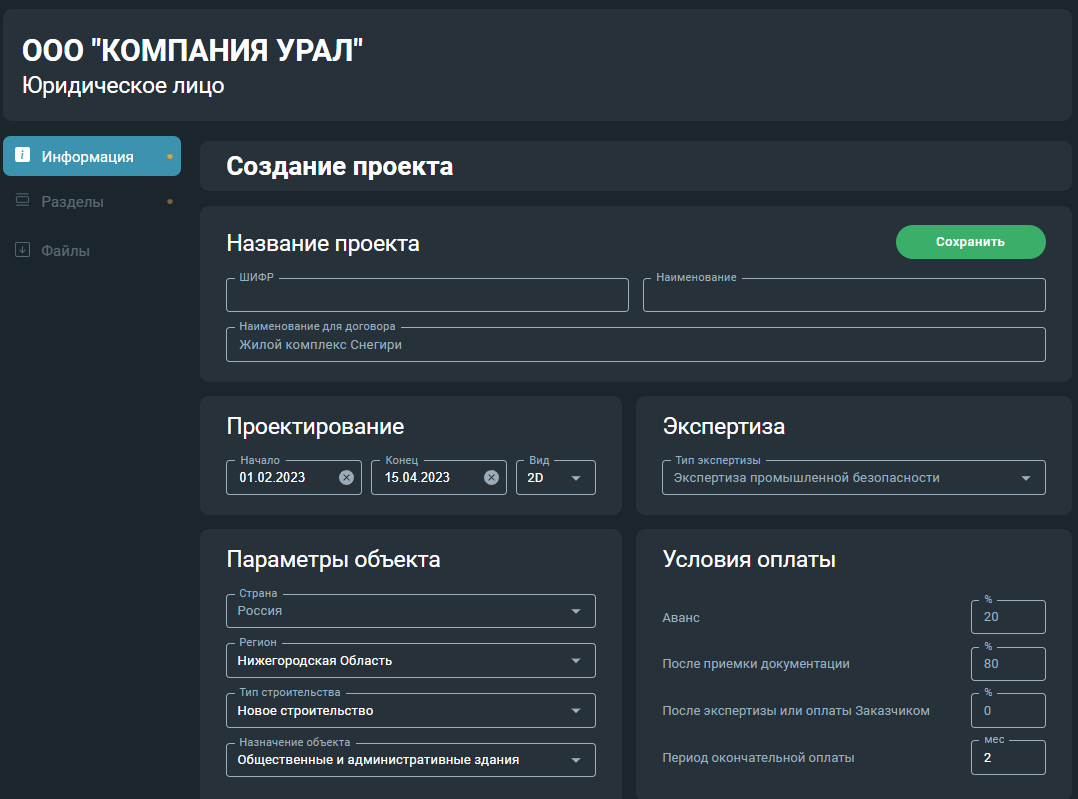 ООО "КОМПАНИЯ УРАЛ"
Юридическое лицо
Информация
Разделы
Файлы
Создание проекта
Название проекта
Сохранить
ШИФР
Наименование
Наименование для договора
Жилой комплекс Снегири
Проектирование
Начало
01.02.2023
Конец
15.04.2023
Вид
2D
Экспертиза
Тип экспертизы
Экспертиза промышленной безопасности
Параметры объекта
Страна
Россия
Регион
Нижегородская Область
Тип строительства
Новое строительство
Назначение объекта
Общественные и административные здания
Условия оплаты
Аванс
%
20
После приемки документации
%
80
После экспертизы или оплаты Заказчиком
%
0
Период окончательной оплаты
мес
2